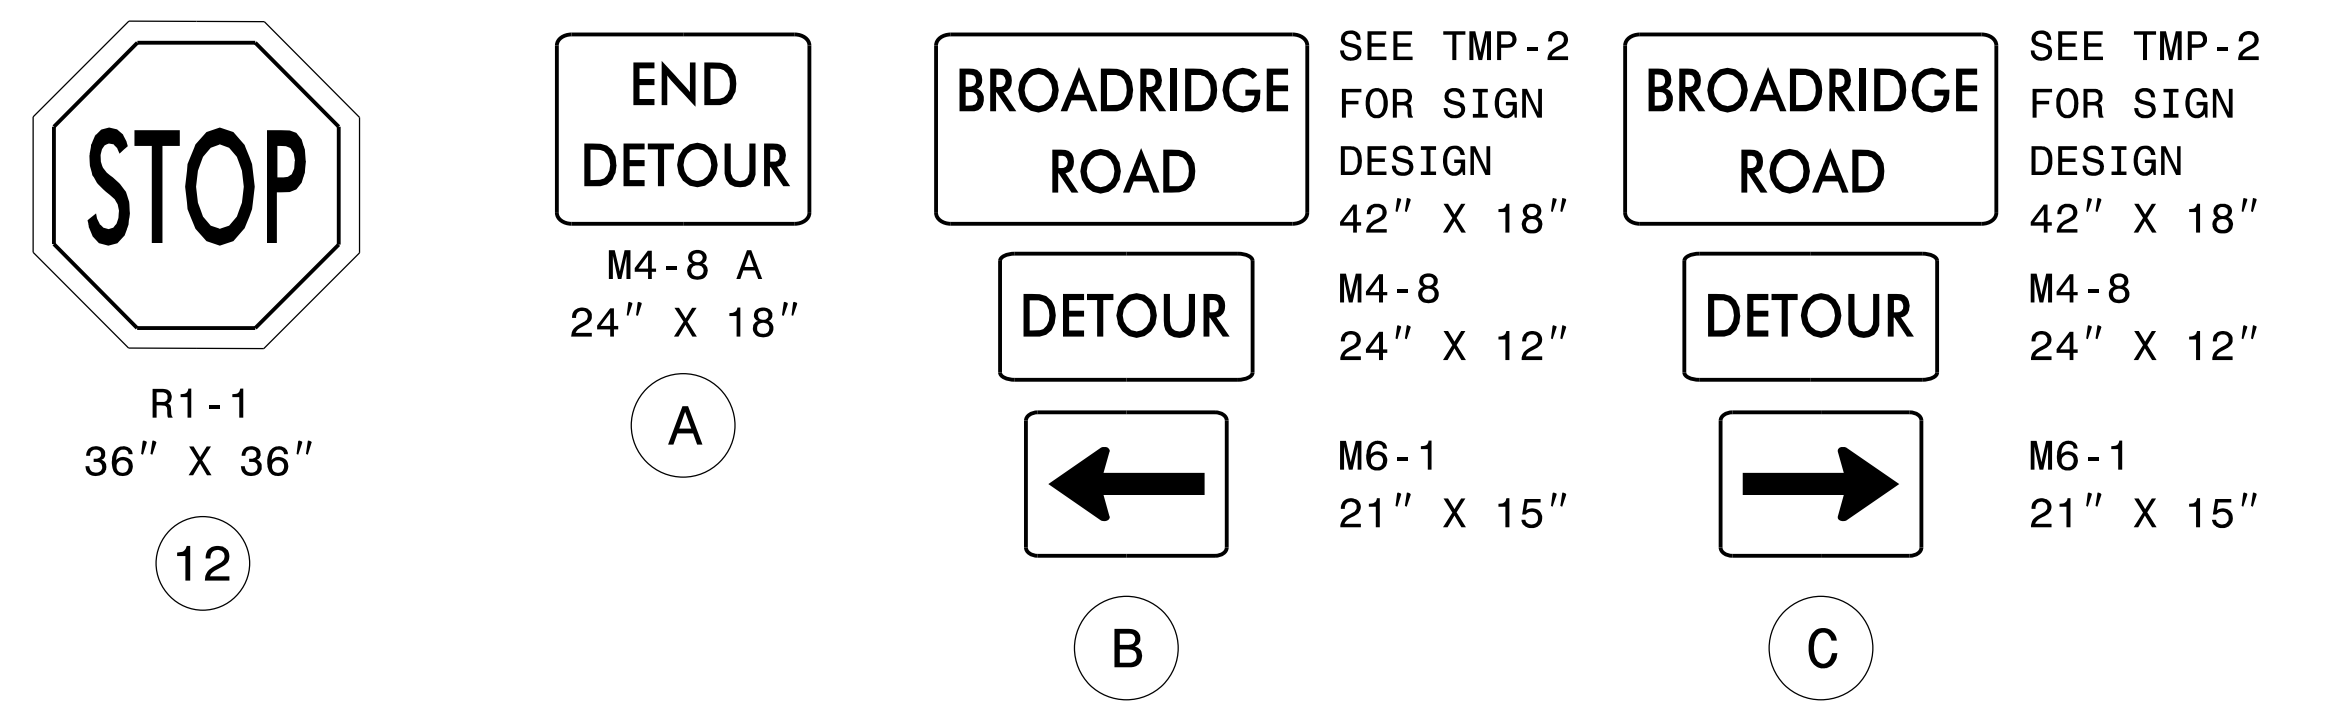 STOP
R1-1
36" X 36"
12
END
DETOUR
M4-8 A
24" X 18"
A
BROADRIDGE
ROAD
SEE TMP-2
FOR SIGN
DESIGN
42" X 18"
DETOUR
M4-8
24" X 12"
M6-1
21" X 15"
B
BROADRIDGE
ROAD
SEE TMP-2
FOR SIGN
DESIGN
42" X 18"
DETOUR
M4-8
24" X 12"
M6-1
21" X 15"
C